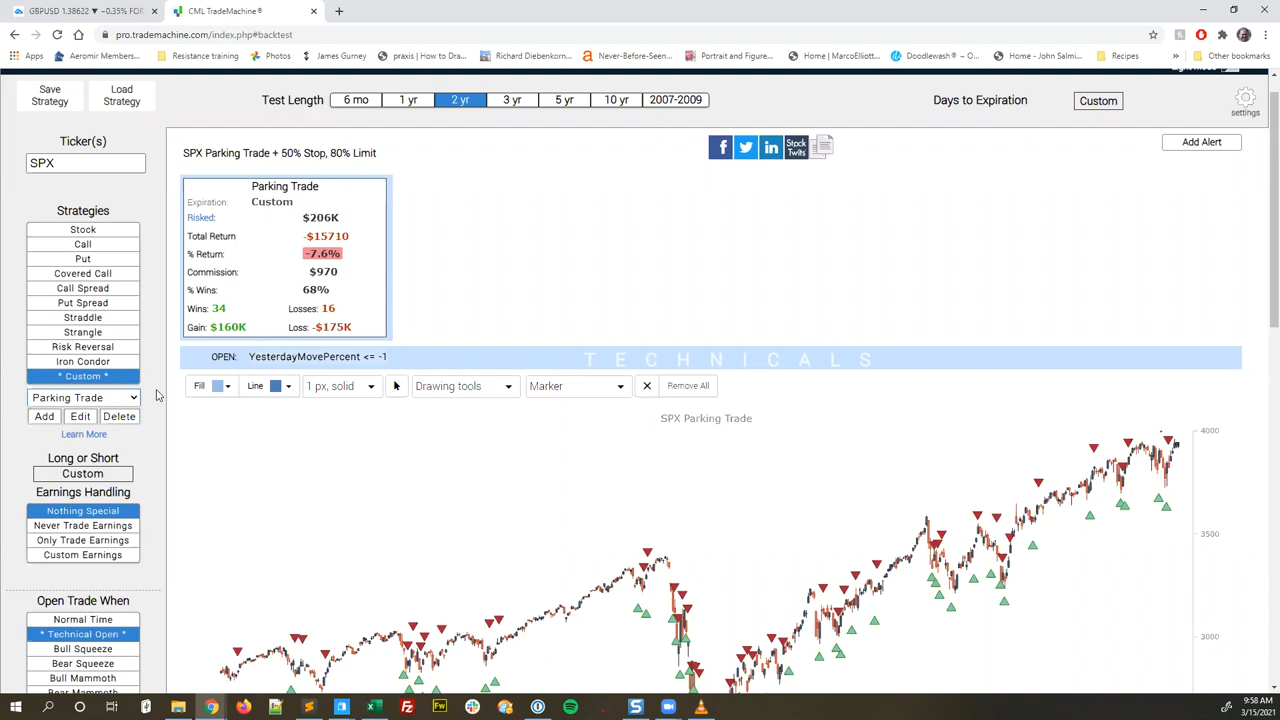 GBPUSD 1.38622 ▼ −0.35% FOR
CML TradeMachine®
pro.trademachine.com/index.php#backtest
Apps
Aeromir Members...
Resistance training
Photos
James Gurney
praxis | How to Dra...
Richard Diebenkorn...
Never-Before-Seen...
Portrait and Figure...
Home | MarcoElliott...
Doodlewash® ~ O...
Home - John Salmi...
Recipes
»
Other bookmarks
Save Strategy
Load Strategy
Test Length
6 mo
1 yr
2 yr
3 yr
5 yr
10 yr
2007-2009
Days to Expiration
Custom
settings
Ticker(s)
SPX
SPX Parking Trade + 50% Stop, 80% Limit
Stock Twits
Add Alert
Parking Trade
Expiration: Custom
Risked: $206K
Total Return -$15710
% Return: -7.6%
Commission: $970
% Wins: 68%
Wins: 34 Losses: 16
Gain: $160K Loss: -$175K
Strategies
Stock
Call
Put
Covered Call
Call Spread
Put Spread
Straddle
Strangle
Risk Reversal
Iron Condor
* Custom *
Parking Trade
Add Edit Delete
Learn More
Long or Short
Custom
Earnings Handling
Nothing Special
Never Trade Earnings
Only Trade Earnings
Custom Earnings
Open Trade When
Normal Time
* Technical Open *
Bull Squeeze
Bear Squeeze
Bull Mammoth
Bear Mammoth
OPEN: YesterdayMovePercent <= -1
TECHNICALS
Fill
Line
1 px, solid
Drawing tools
Marker
Remove All
SPX Parking Trade
4000
3500
3000
9:58 AM
3/15/2021